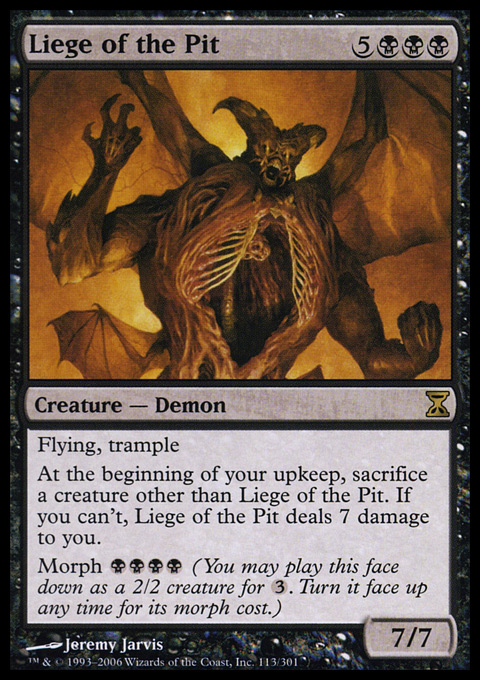 Liege of the Pit 5
Creature — Demon
Flying, trample
At the beginning of your upkeep, sacrifice
a creature other than Liege of the Pit. If
you can't, Liege of the Pit deals 7 damage
to you.
Morph (You may play this face
down as a 2/2 creature for 3. Turn it face up
any time for its morph cost.)
Jeremy Jarvis
™ & © 1993–2006 Wizards of the Coast, Inc. 113/301
7/7